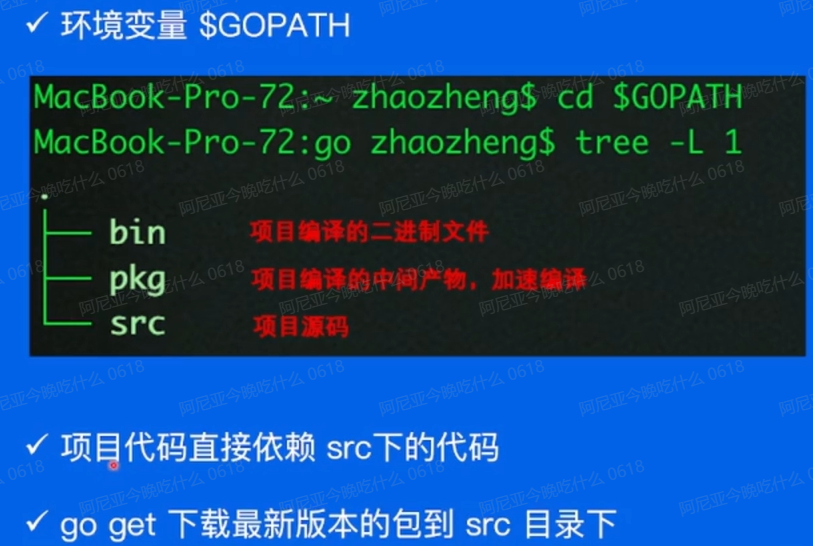 ✓ 环境变量 $GOPATH
MacBook-Pro-72:~ zhaozheng$ cd $GOPATH
MacBook-Pro-72:go zhaozheng$ tree -L 1
.
├── bin 项目编译的二进制文件
├── pkg 项目编译的中间产物，加速编译
└── src 项目源码
✓ 项目代码直接依赖 src下的代码
✓ go get 下载最新版本的包到 src 目录下
阿尼亚今晚吃什么 0618